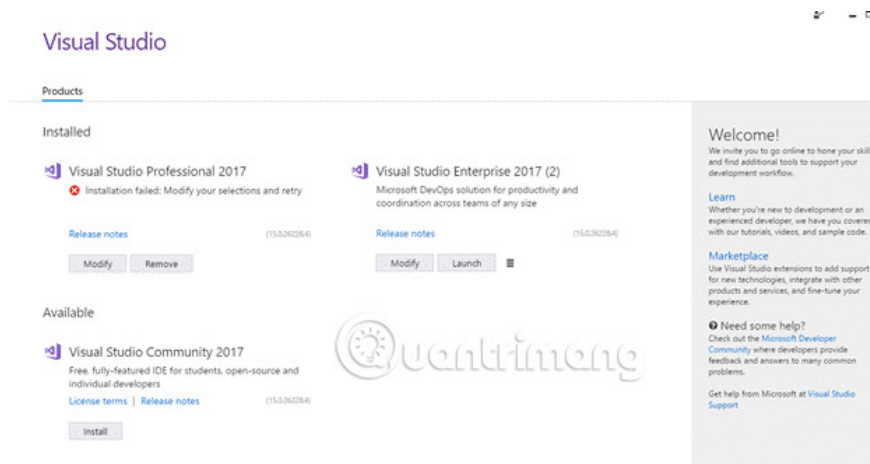 Visual Studio
Products
Installed
Visual Studio Professional 2017
Installation failed: Modify your selections and retry
Release notes
(15.0.26228.4)
Modify
Remove
Visual Studio Enterprise 2017 (2)
Microsoft DevOps solution for productivity and
coordination across teams of any size
Release notes
(15.0.26228.4)
Modify
Launch
Available
Visual Studio Community 2017
Free, fully-featured IDE for students, open-source and
individual developers
License terms | Release notes
(15.0.26228.4)
Install
Quantrimang
Welcome!
We invite you to go online to hone your skill
and find additional tools to support your
development workflow.
Learn
Whether you're new to development or an
experienced developer, we have you covered
with our tutorials, videos, and sample code.
Marketplace
Use Visual Studio extensions to add support
for new technologies, integrate with other
products and services, and fine-tune your
experience.
Need some help?
Check out the Microsoft Developer
Community where developers provide
feedback and answers to many common
problems.
Get help from Microsoft at Visual Studio
Support